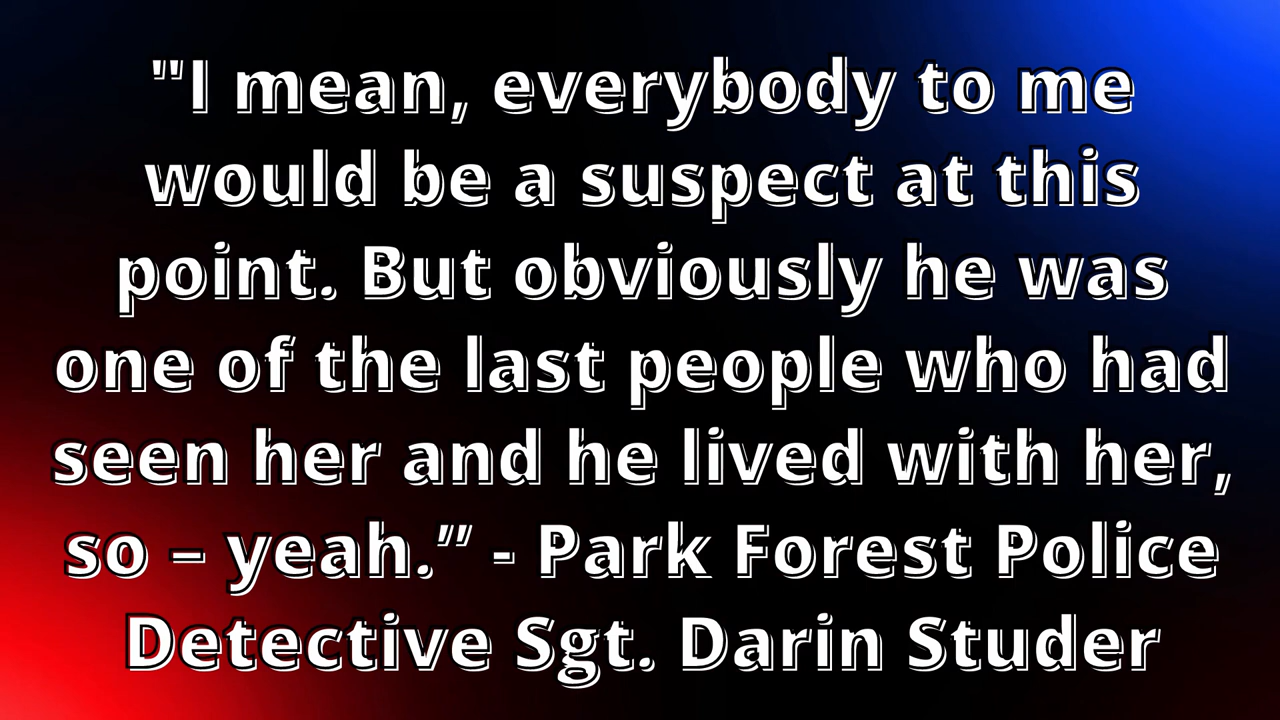 "I mean, everybody to me
would be a suspect at this
point. But obviously he was
one of the last people who had
seen her and he lived with her,
so – yeah.” - Park Forest Police
Detective Sgt. Darin Studer